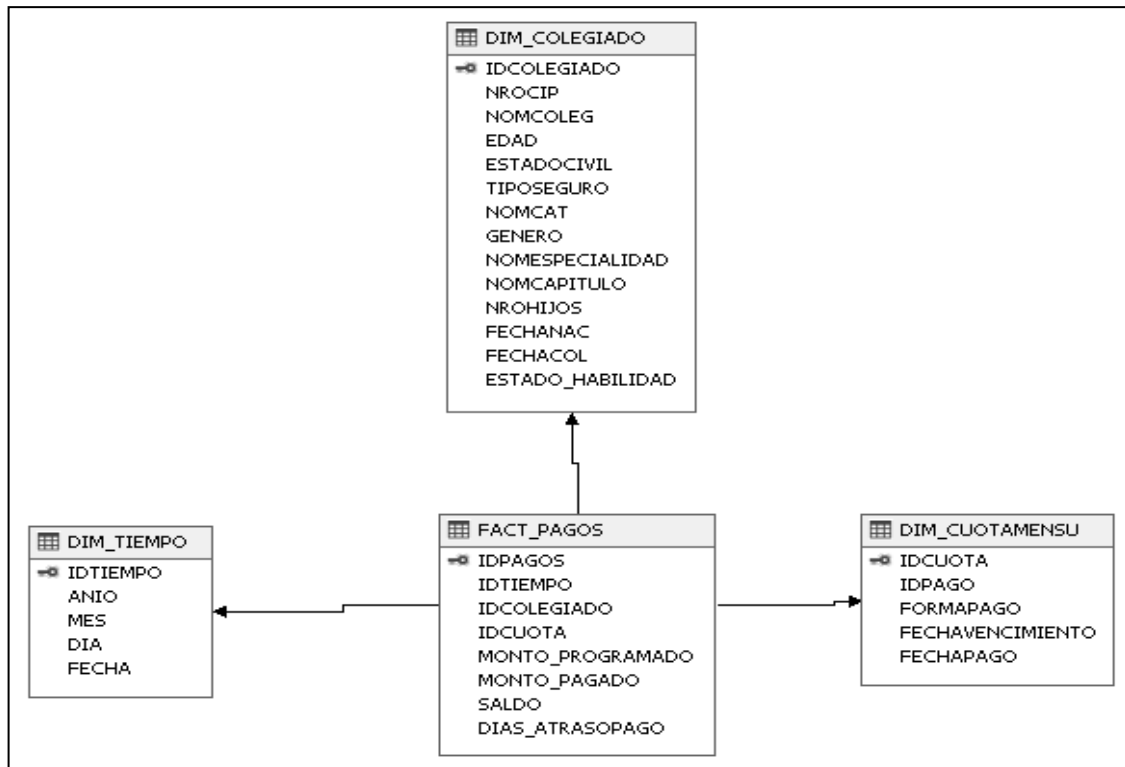 DIM_COLEGIADO
IDCOLEGIADO
NROCIP
NOMCOLEG
EDAD
ESTADOCIVIL
TIPOSEGURO
NOMCAT
GENERO
NOMESPECIALIDAD
NOMCAPITULO
NROHIJOS
FECHANAC
FECHACOL
ESTADO_HABILIDAD
DIM_TIEMPO
IDTIEMPO
ANIO
MES
DIA
FECHA
FACT_PAGOS
IDPAGOS
IDTIEMPO
IDCOLEGIADO
IDCUOTA
MONTO_PROGRAMADO
MONTO_PAGADO
SALDO
DIAS_ATRASOPAGO
DIM_CUOTAMENSU
IDCUOTA
IDPAGO
FORMAPAGO
FECHAVENCIMIENTO
FECHAPAGO